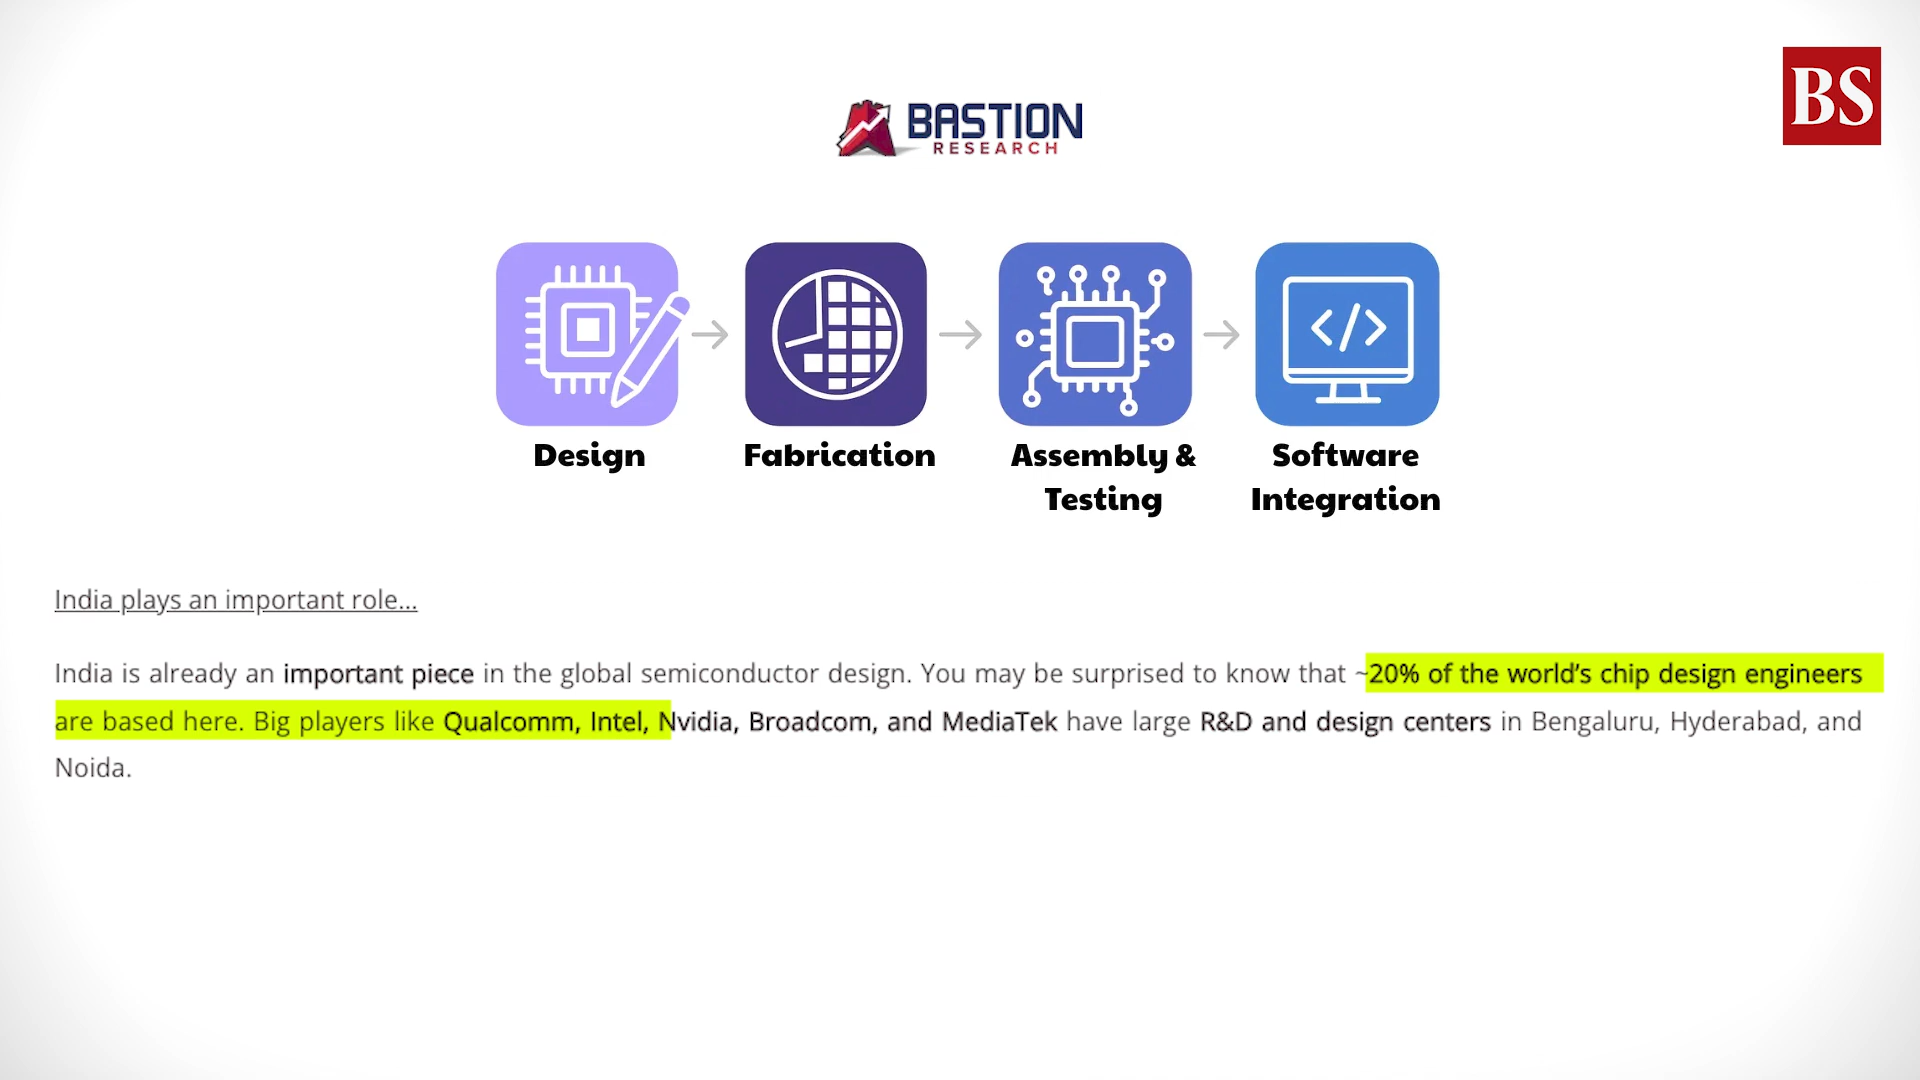 BS
BASTION
RESEARCH
Design
Fabrication
Assembly &
Testing
Software
Integration
India plays an important role...
India is already an important piece in the global semiconductor design. You may be surprised to know that ~20% of the world's chip design engineers
are based here. Big players like Qualcomm, Intel, Nvidia, Broadcom, and MediaTek have large R&D and design centers in Bengaluru, Hyderabad, and
Noida.